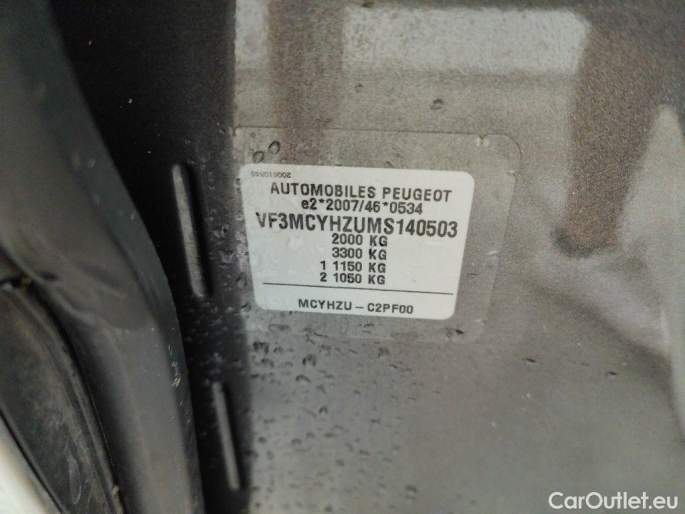 AUTOMOBILES PEUGEOT
e2*2007/46*0534
VF3MCYHZUMS140503
2000 KG
3300 KG
1 1150 KG
2 1050 KG
MCYHZU - C2PF00
CarOutlet.eu